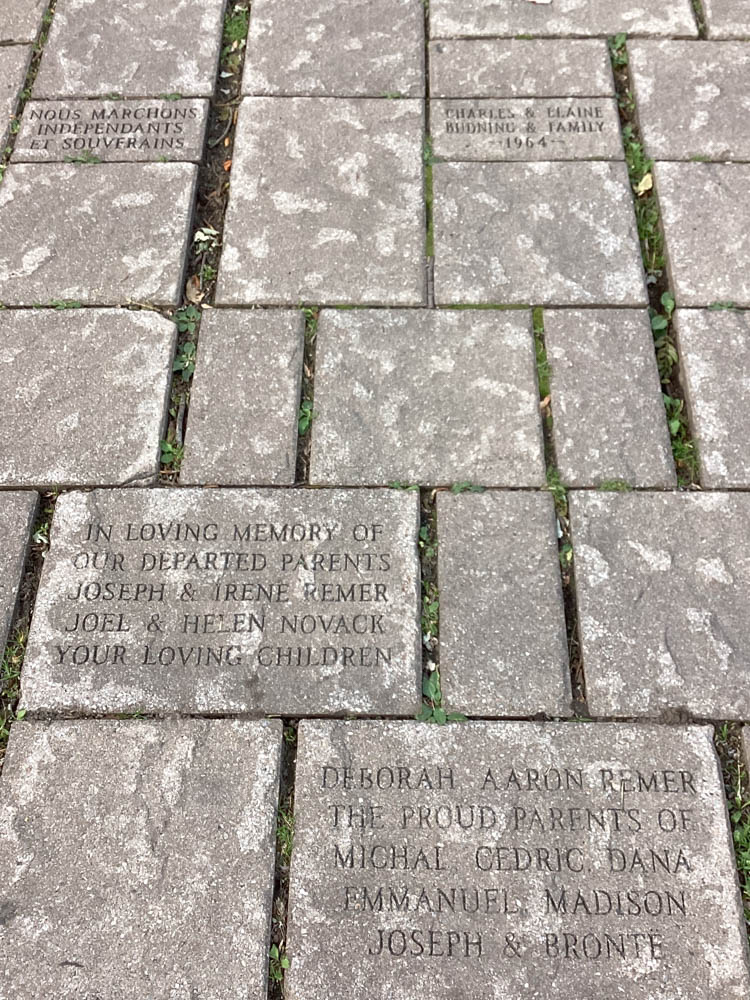 NOUS MARCHONS
INDÉPENDANTS
ET SOUVERAINS
CHARLES & ELAINE
BUDNING & FAMILY
~1964~
IN LOVING MEMORY OF
OUR DEPARTED PARENTS
JOSEPH & IRENE REMER
JOEL & HELEN NOVACK
YOUR LOVING CHILDREN
DEBORAH, AARON REMER
THE PROUD PARENTS OF
MICHAL, CEDRIC, DANA
EMMANUEL, MADISON
JOSEPH & BRONTË